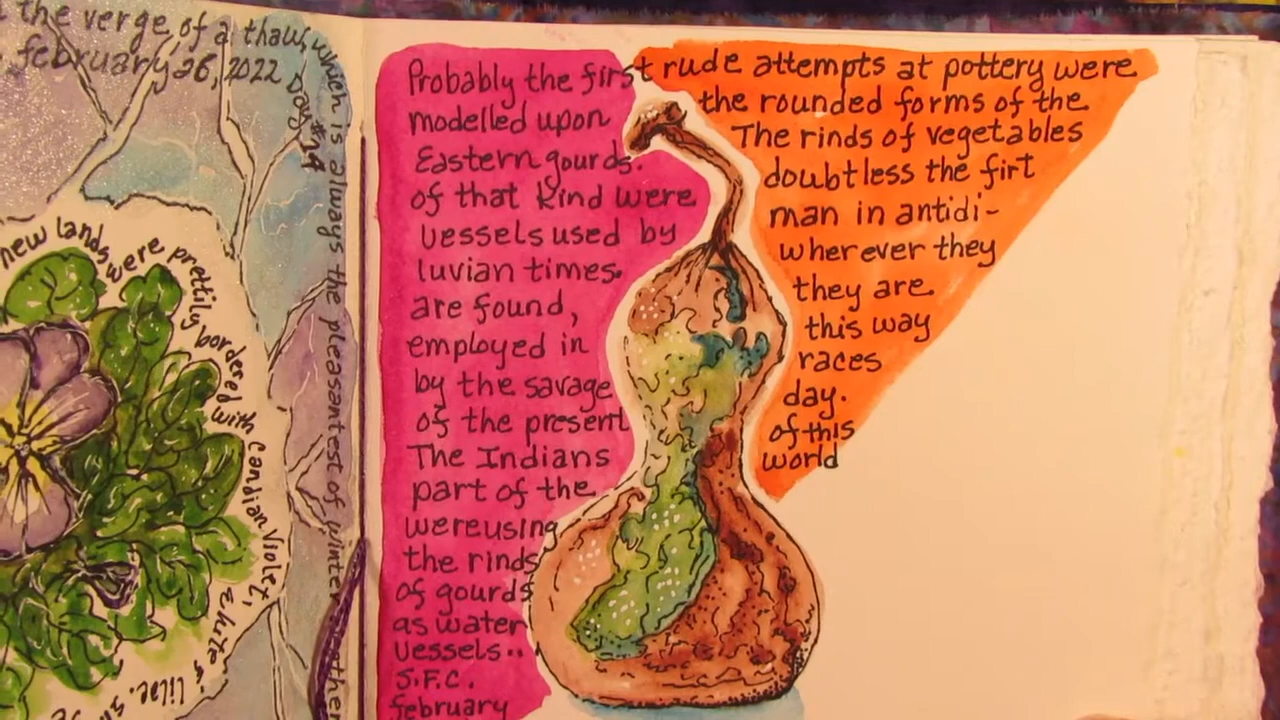 the verge of a thaw, which is always the pleasantest of winter
february 26, 2022
Day #14
new lands were prettily bordered with candian violet, white &
lilac.
Probably the first rude attempts at pottery were
modelled upon the rounded forms of the
Eastern gourds. The rinds of vegetables
of that kind were doubtless the firt
vessels used by man in antidi-
luvian times. wherever they
are found, they are
employed in this way
by the savage races
of the present day.
The Indians of this
part of the world
were using
the rinds
of gourds
as water
vessels..
S.F.C.
february